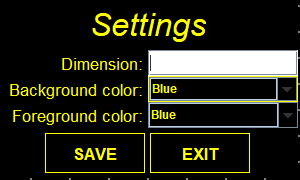 Settings
Dimension:
Background color: Blue
Foreground color: Blue
SAVE EXIT